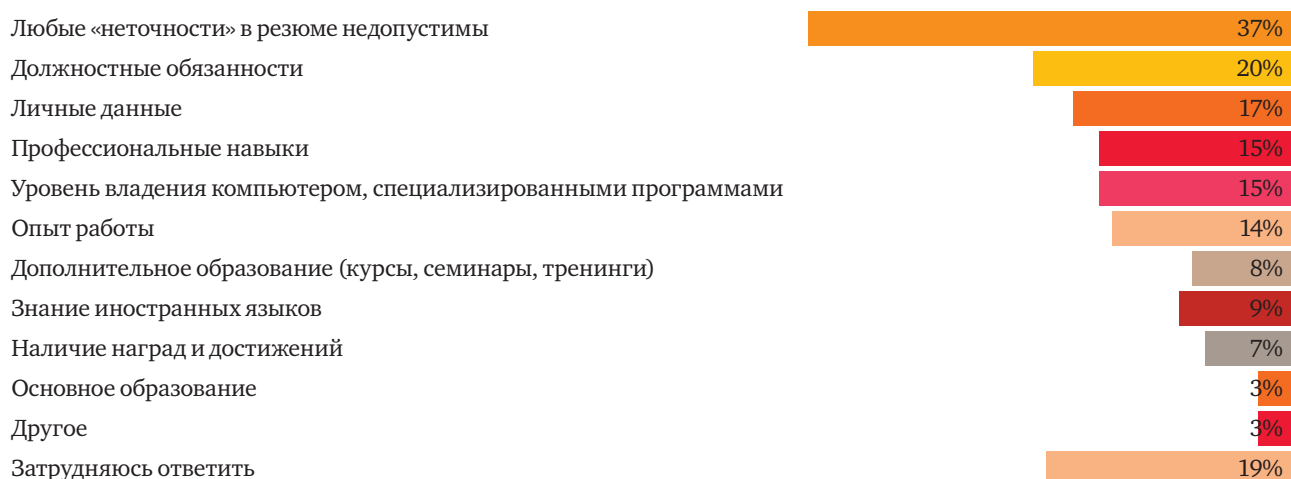 Любые «неточности» в резюме недопустимы 37%
Должностные обязанности 20%
Личные данные 17%
Профессиональные навыки 15%
Уровень владения компьютером, специализированными программами 15%
Опыт работы 14%
Дополнительное образование (курсы, семинары, тренинги) 8%
Знание иностранных языков 9%
Наличие наград и достижений 7%
Основное образование 3%
Другое 3%
Затрудняюсь ответить 19%